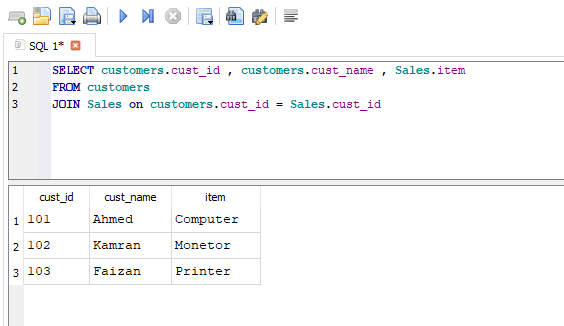 SQL 1*
1 SELECT customers.cust_id , customers.cust_name , Sales.item
2 FROM customers
3 JOIN Sales on customers.cust_id = Sales.cust_id
cust_id cust_name item
1 101 Ahmed Computer
2 102 Kamran Monetor
3 103 Faizan Printer